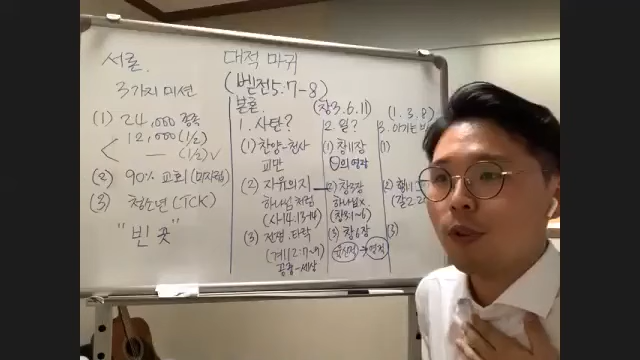 서론.
3가지 미션
(1) 24,000 종족
12,000 (1/2)
< — (1/2)✓
(2) 90% 교회 (미자립)
(3) 청소년 (TCK)
"빈 곳"
대적 마귀
(벧전5:7-8)
본론.
1. 사탄?
(1) 찬양-천사
교만
(2) 자유의지
하나님처럼
(사14:13-14)
(3) 전쟁, 타락
(계12:7-9)
공중-세상
(창3.6.11)
2. 일?
(1) 창11장
(2) 창3장
하나님x
(창3:1~6)
(3) 창6장
(1.3.8)
3. 이기는
(1)
(2)
(갈2:
(3)